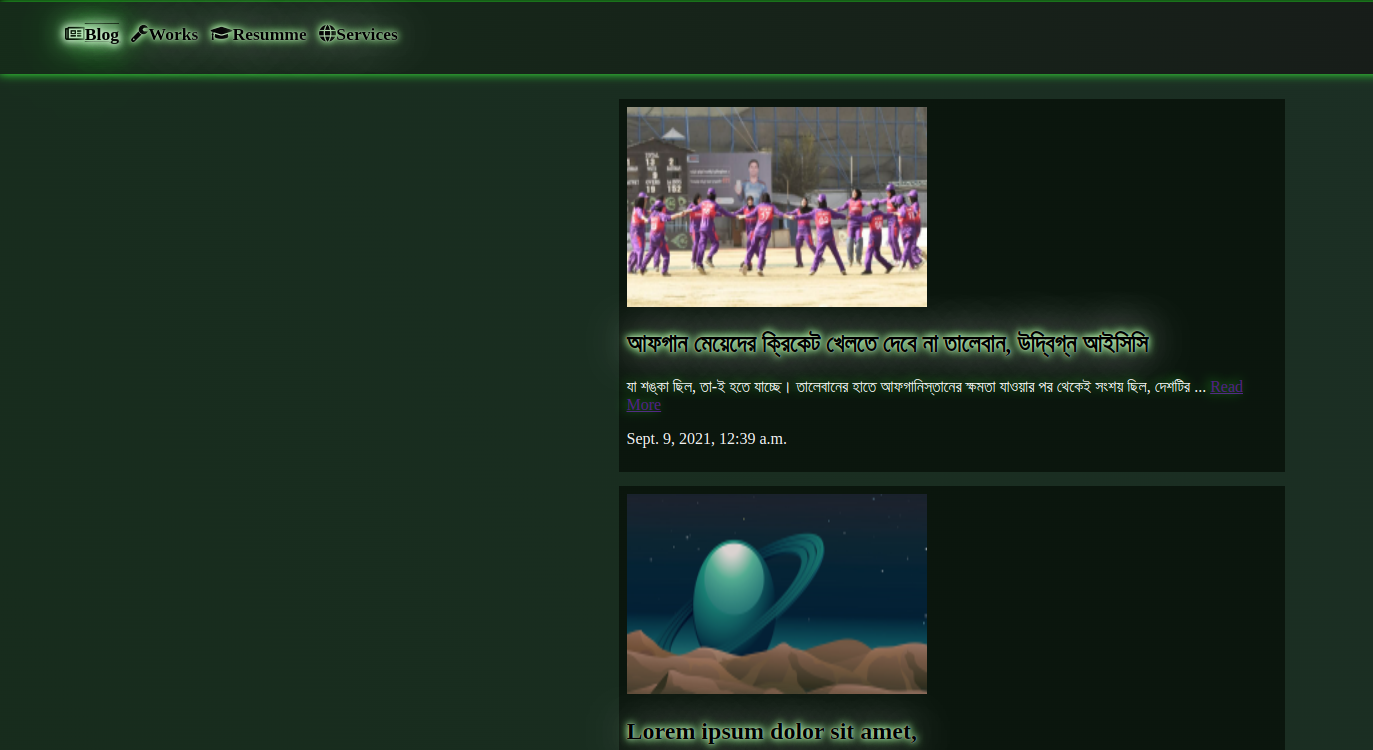 Blog Works Resumme Services
আফগান মেয়েদের ক্রিকেট খেলতে দেবে না তালেবান, উদ্বিগ্ন আইসিসি
যা শঙ্কা ছিল, তা-ই হতে যাচ্ছে। তালেবানের হাতে আফগানিস্তানের ক্ষমতা যাওয়ার পর থেকেই সংশয় ছিল, দেশটির ... Read
More
Sept. 9, 2021, 12:39 a.m.
Lorem ipsum dolor sit amet,